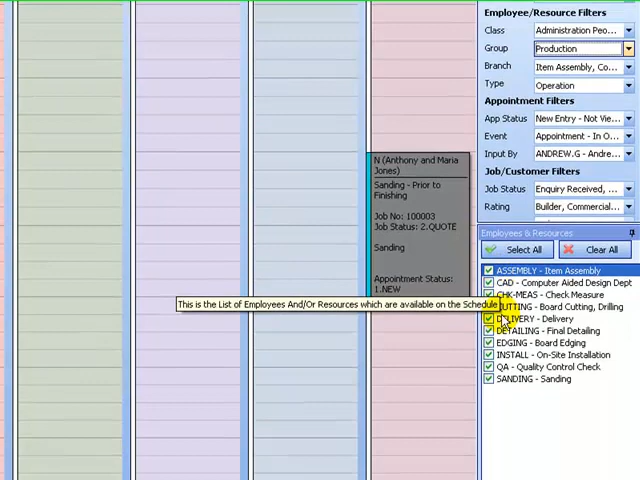 Employee/Resource Filters
Class Administration Peo...
Group Production
Branch Item Assembly, Co...
Type Operation
Appointment Filters
App Status New Entry - Not Vie...
Event Appointment - In O...
Input By ANDREW.G - Andre...
Job/Customer Filters
Job Status Enquiry Received, ...
Rating Builder, Commercial...
N (Anthony and Maria
Jones)
Sanding - Prior to
Finishing
Job No: 100003
Job Status: 2.QUOTE
Sanding
Appointment Status:
1.NEW
Employees & Resources
Select All Clear All
ASSEMBLY - Item Assembly
CAD - Computer Aided Design Dept
CHK-MEAS - Check Measure
CUTTING - Board Cutting, Drilling
DELIVERY - Delivery
DETAILING - Final Detailing
EDGING - Board Edging
INSTALL - On-Site Installation
QA - Quality Control Check
SANDING - Sanding
This is the List of Employees And/Or Resources which are available on the Schedule